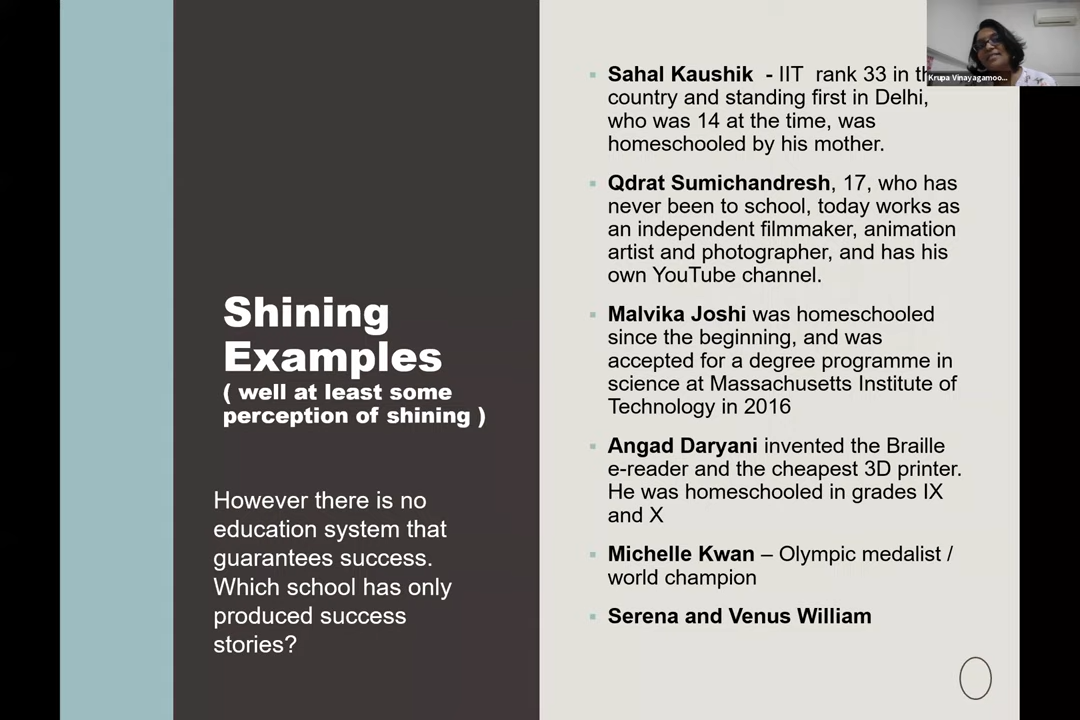 Shining
Examples
( well at least some
perception of shining )
However there is no
education system that
guarantees success.
Which school has only
produced success
stories?
Sahal Kaushik - IIT rank 33 in
country and standing first in Delhi,
who was 14 at the time, was
homeschooled by his mother.
Qdrat Sumichandresh, 17, who has
never been to school, today works as
an independent filmmaker, animation
artist and photographer, and has his
own YouTube channel.
Malvika Joshi was homeschooled
since the beginning, and was
accepted for a degree programme in
science at Massachusetts Institute of
Technology in 2016
Angad Daryani invented the Braille
e-reader and the cheapest 3D printer.
He was homeschooled in grades IX
and X
Michelle Kwan – Olympic medalist /
world champion
Serena and Venus William
Krupa Vinayagamoo...